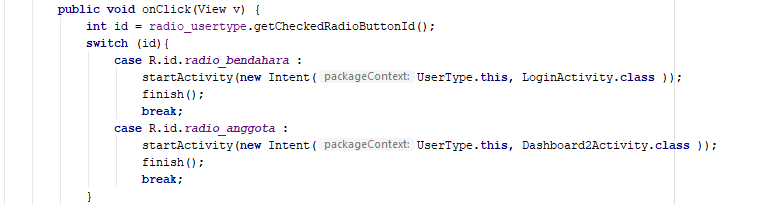 public void onClick(View v) {
int id = radio_usertype.getCheckedRadioButtonId();
switch (id){
case R.id.radio_bendahara :
startActivity(new Intent( packageContext: UserType.this, LoginActivity.class ));
finish();
break;
case R.id.radio_anggota :
startActivity(new Intent( packageContext: UserType.this, Dashboard2Activity.class ));
finish();
break;
}